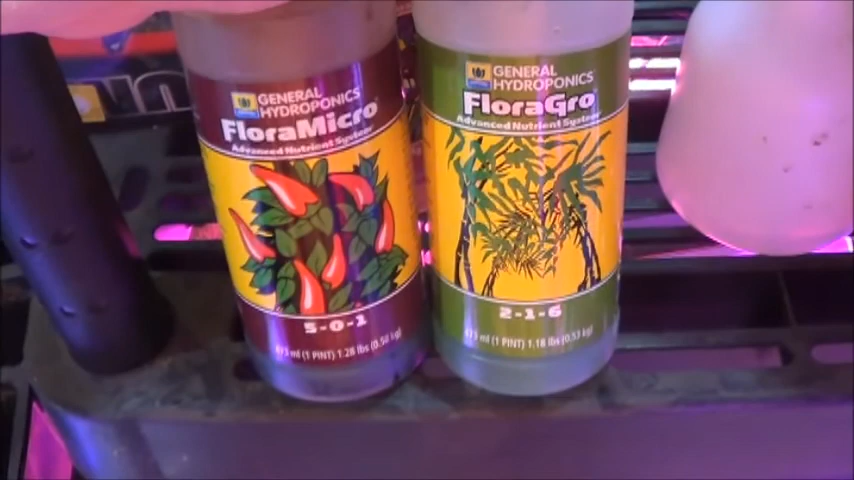 GENERAL
HYDROPONICS
FloraMicro
Advanced Nutrient System
5-0-1
473 ml (1 PINT) 1.28 lbs (0.58 kg)
GENERAL
HYDROPONICS
FloraGro
Advanced Nutrient System
2-1-6
473 ml (1 PINT) 1.18 lbs (0.53 kg)